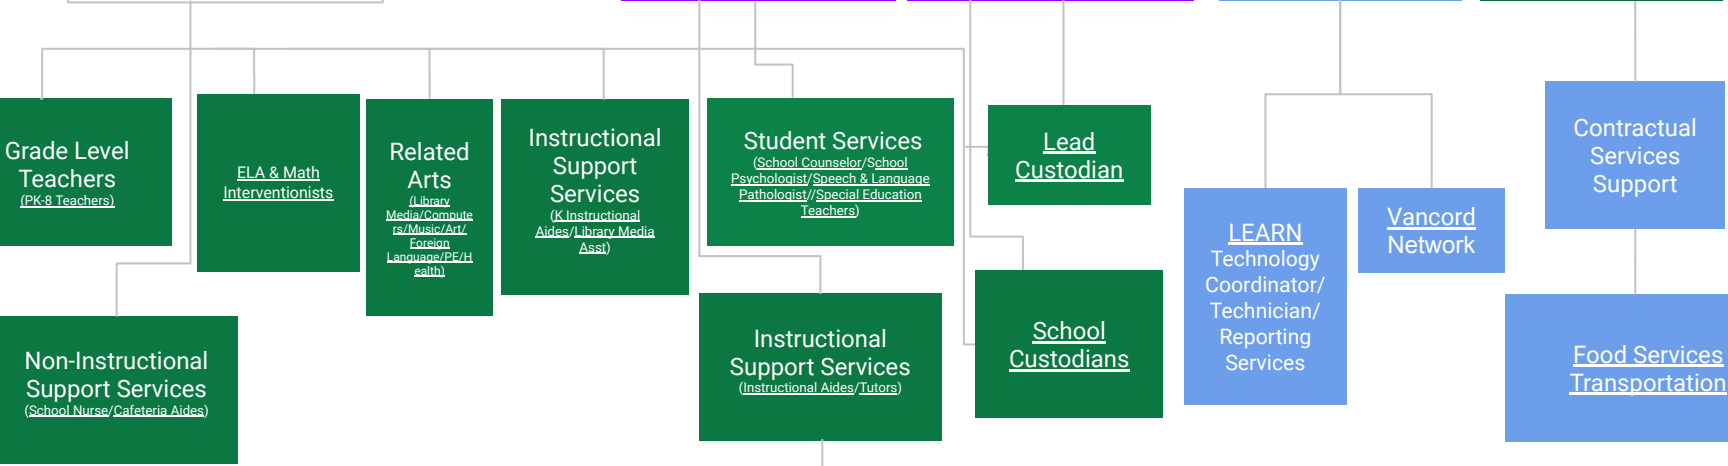 Grade Level
Teachers
(PK-8 Teachers)
ELA & Math
Interventionists
Related
Arts
(Library
Media/Compute
rs/Music/Art/
Foreign
Language/PE/H
ealth)
Instructional
Support
Services
(K Instructional
Aides/Library Media
Asst)
Student Services
(School Counselor/School
Psychologist/Speech & Language
Pathologist//Special Education
Teachers)
Lead
Custodian
Contractual
Services
Support
LEARN
Technology
Coordinator/
Technician/
Reporting
Services
Vancord
Network
Non-Instructional
Support Services
(School Nurse/Cafeteria Aides)
Instructional
Support Services
(Instructional Aides/Tutors)
School
Custodians
Food Services
Transportation